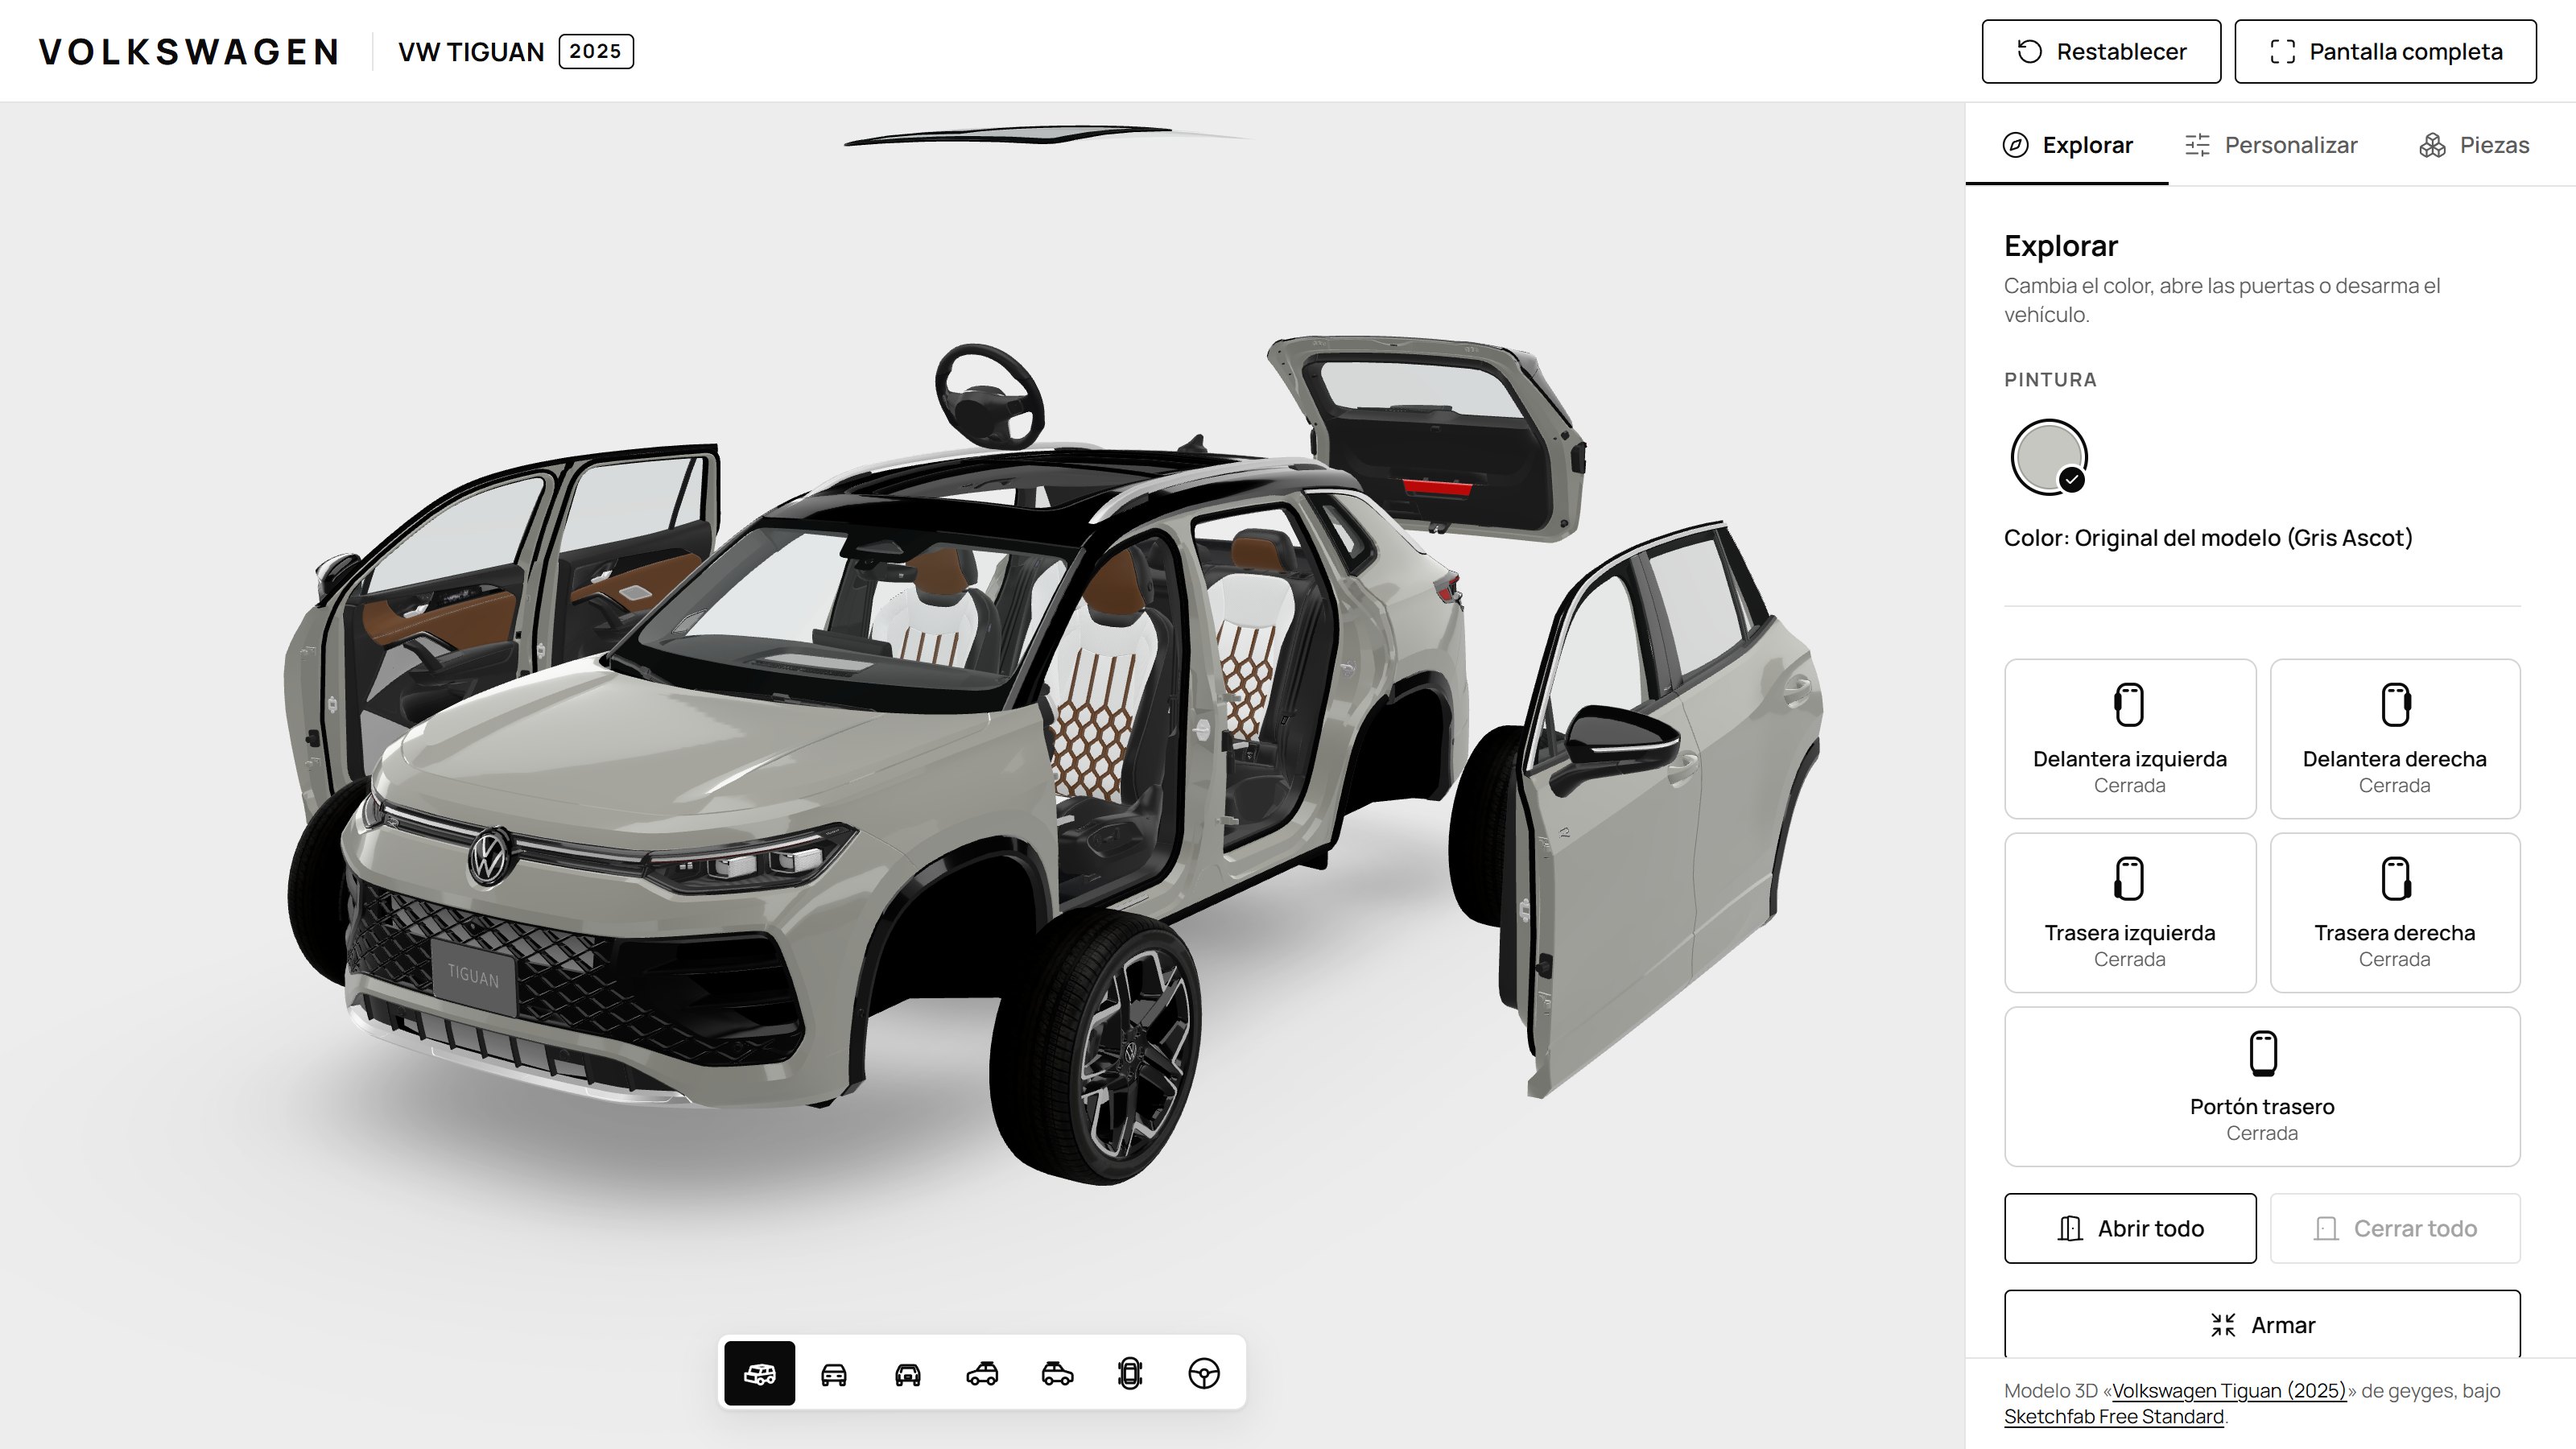 VOLKSWAGEN
VW TIGUAN 2025
Restablecer
Pantalla completa
Explorar
Personalizar
Piezas
Explorar
Cambia el color, abre las puertas o desarma el
vehículo.
PINTURA
Color: Original del modelo (Gris Ascot)
Delantera izquierda
Cerrada
Delantera derecha
Cerrada
Trasera izquierda
Cerrada
Trasera derecha
Cerrada
Portón trasero
Cerrada
Abrir todo
Cerrar todo
Armar
Modelo 3D «Volkswagen Tiguan (2025)» de geyges, bajo
Sketchfab Free Standard.
TIGUAN